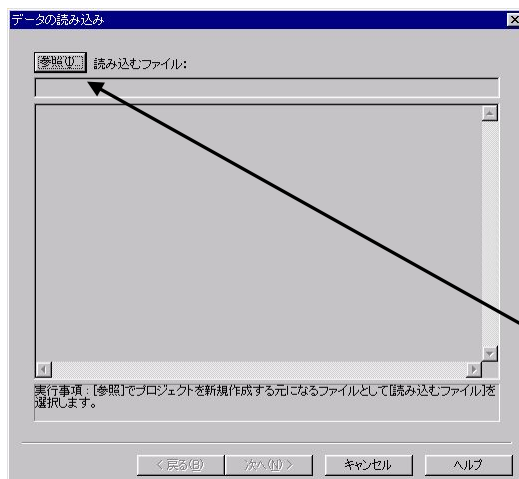 データの読み込み
参照(I)... 読み込むファイル:
実行事項:[参照]でプロジェクトを新規作成する元になるファイルとして[読み込むファイル]を
選択します。
< 戻る(B) 次へ(N) > キャンセル ヘルプ